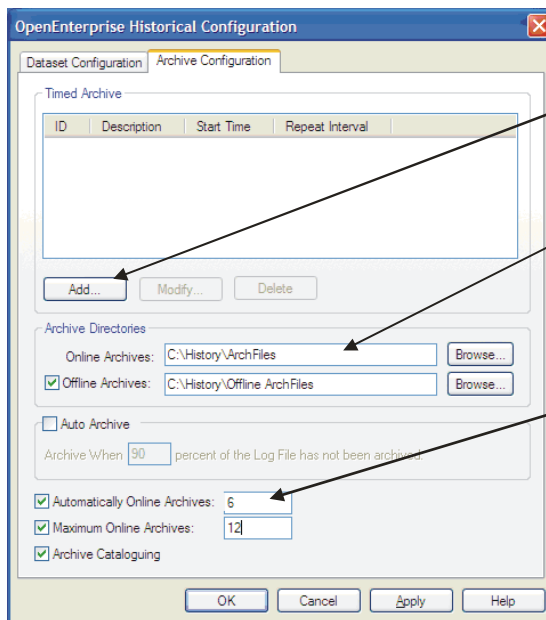 OpenEnterprise Historical Configuration
Dataset Configuration Archive Configuration
Timed Archive
ID Description Start Time Repeat Interval
Add... Modify... Delete
Archive Directories
Online Archives: C:\History\ArchFiles Browse...
Offline Archives: C:\History\Offline ArchFiles Browse...
Auto Archive
Archive When 90 percent of the Log File has not been archived.
Automatically Online Archives: 6
Maximum Online Archives: 12
Archive Cataloguing
OK Cancel Apply Help